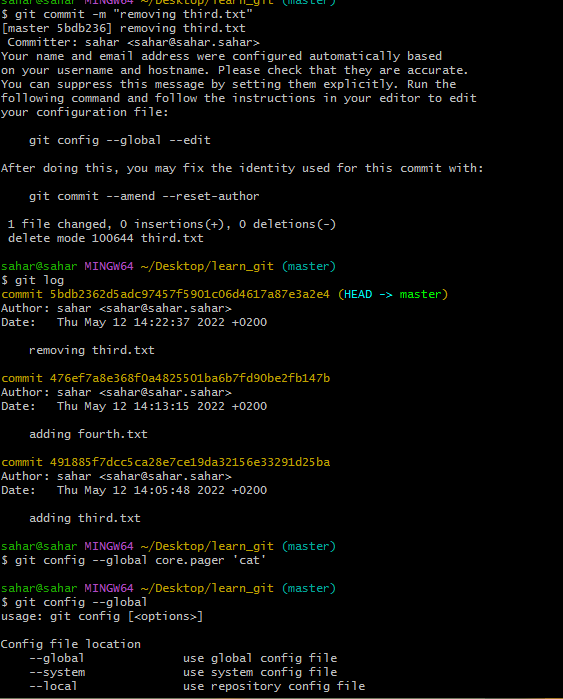 sahar@sahar MINGW64 ~/Desktop/learn_git (master)
$ git commit -m "removing third.txt"
[master 5bdb236] removing third.txt
 Committer: sahar <sahar@sahar.sahar>
Your name and email address were configured automatically based
on your username and hostname. Please check that they are accurate.
You can suppress this message by setting them explicitly. Run the
following command and follow the instructions in your editor to edit
your configuration file:

    git config --global --edit

After doing this, you may fix the identity used for this commit with:

    git commit --amend --reset-author

 1 file changed, 0 insertions(+), 0 deletions(-)
 delete mode 100644 third.txt

sahar@sahar MINGW64 ~/Desktop/learn_git (master)
$ git log
commit 5bdb2362d5adc97457f5901c06d4617a87e3a2e4 (HEAD -> master)
Author: sahar <sahar@sahar.sahar>
Date:   Thu May 12 14:22:37 2022 +0200

    removing third.txt

commit 476ef7a8e368f0a4825501ba6b7fd90be2fb147b
Author: sahar <sahar@sahar.sahar>
Date:   Thu May 12 14:13:15 2022 +0200

    adding fourth.txt

commit 491885f7dcc5ca28e7ce19da32156e33291d25ba
Author: sahar <sahar@sahar.sahar>
Date:   Thu May 12 14:05:48 2022 +0200

    adding third.txt

sahar@sahar MINGW64 ~/Desktop/learn_git (master)
$ git config --global core.pager 'cat'

sahar@sahar MINGW64 ~/Desktop/learn_git (master)
$ git config --global
usage: git config [<options>]

Config file location
    --global              use global config file
    --system              use system config file
    --local               use repository config file